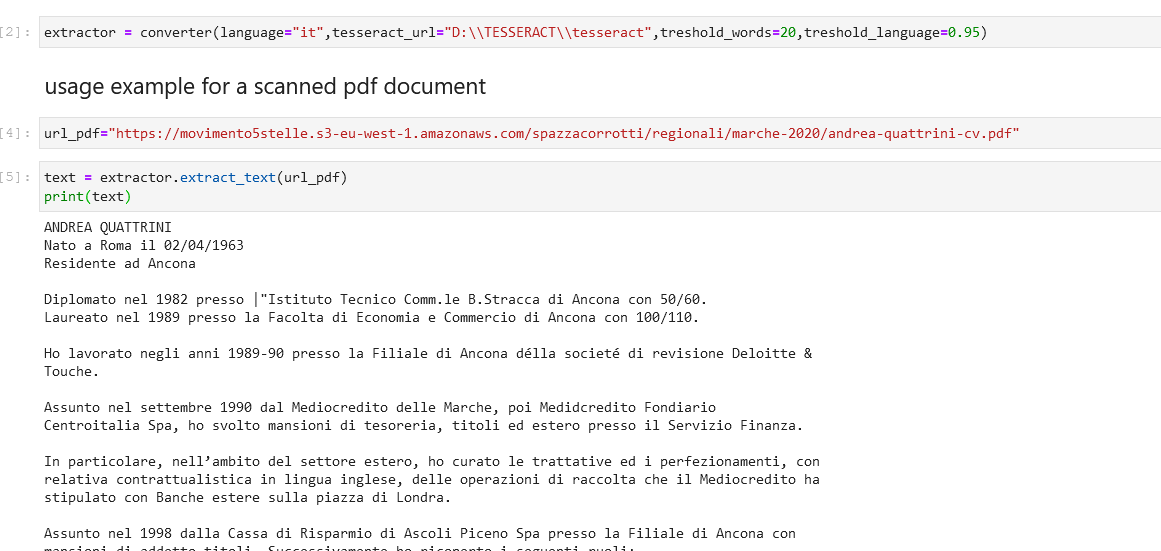 [2]: extractor = converter(language="it",tesseract_url="D:\\TESSERACT\\tesseract",treshold_words=20,treshold_language=0.95)
usage example for a scanned pdf document
[4]: url_pdf="https://movimento5stelle.s3-eu-west-1.amazonaws.com/spazzacorrotti/regionali/marche-2020/andrea-quattrini-cv.pdf"
[5]: text = extractor.extract_text(url_pdf)
print(text)
ANDREA QUATTRINI
Nato a Roma il 02/04/1963
Residente ad Ancona
Diplomato nel 1982 presso |"Istituto Tecnico Comm.le B.Stracca di Ancona con 50/60.
Laureato nel 1989 presso la Facolta di Economia e Commercio di Ancona con 100/110.
Ho lavorato negli anni 1989-90 presso la Filiale di Ancona délla societé di revisione Deloitte &
Touche.
Assunto nel settembre 1990 dal Mediocredito delle Marche, poi Medidcredito Fondiario
Centroitalia Spa, ho svolto mansioni di tesoreria, titoli ed estero presso il Servizio Finanza.
In particolare, nell’ambito del settore estero, ho curato le trattative ed i perfezionamenti, con
relativa contrattualistica in lingua inglese, delle operazioni di raccolta che il Mediocredito ha
stipulato con Banche estere sulla piazza di Londra.
Assunto nel 1998 dalla Cassa di Risparmio di Ascoli Piceno Spa presso la Filiale di Ancona con
mansioni di addetto titoli. Successivamente ho ricoperto i seguenti ruoli: